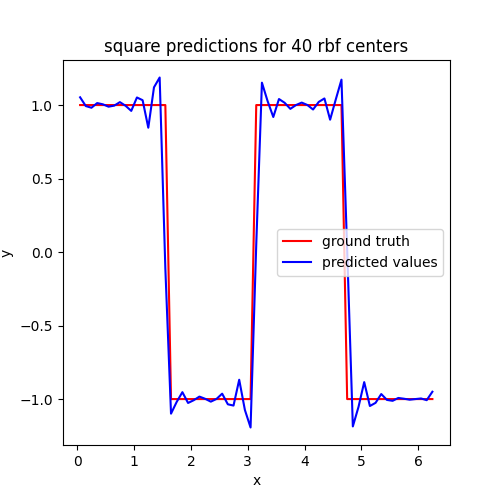 square predictions for 40 rbf centers
1.0
0.5
0.0
−0.5
−1.0
y
ground truth
predicted values
0 1 2 3 4 5 6
x